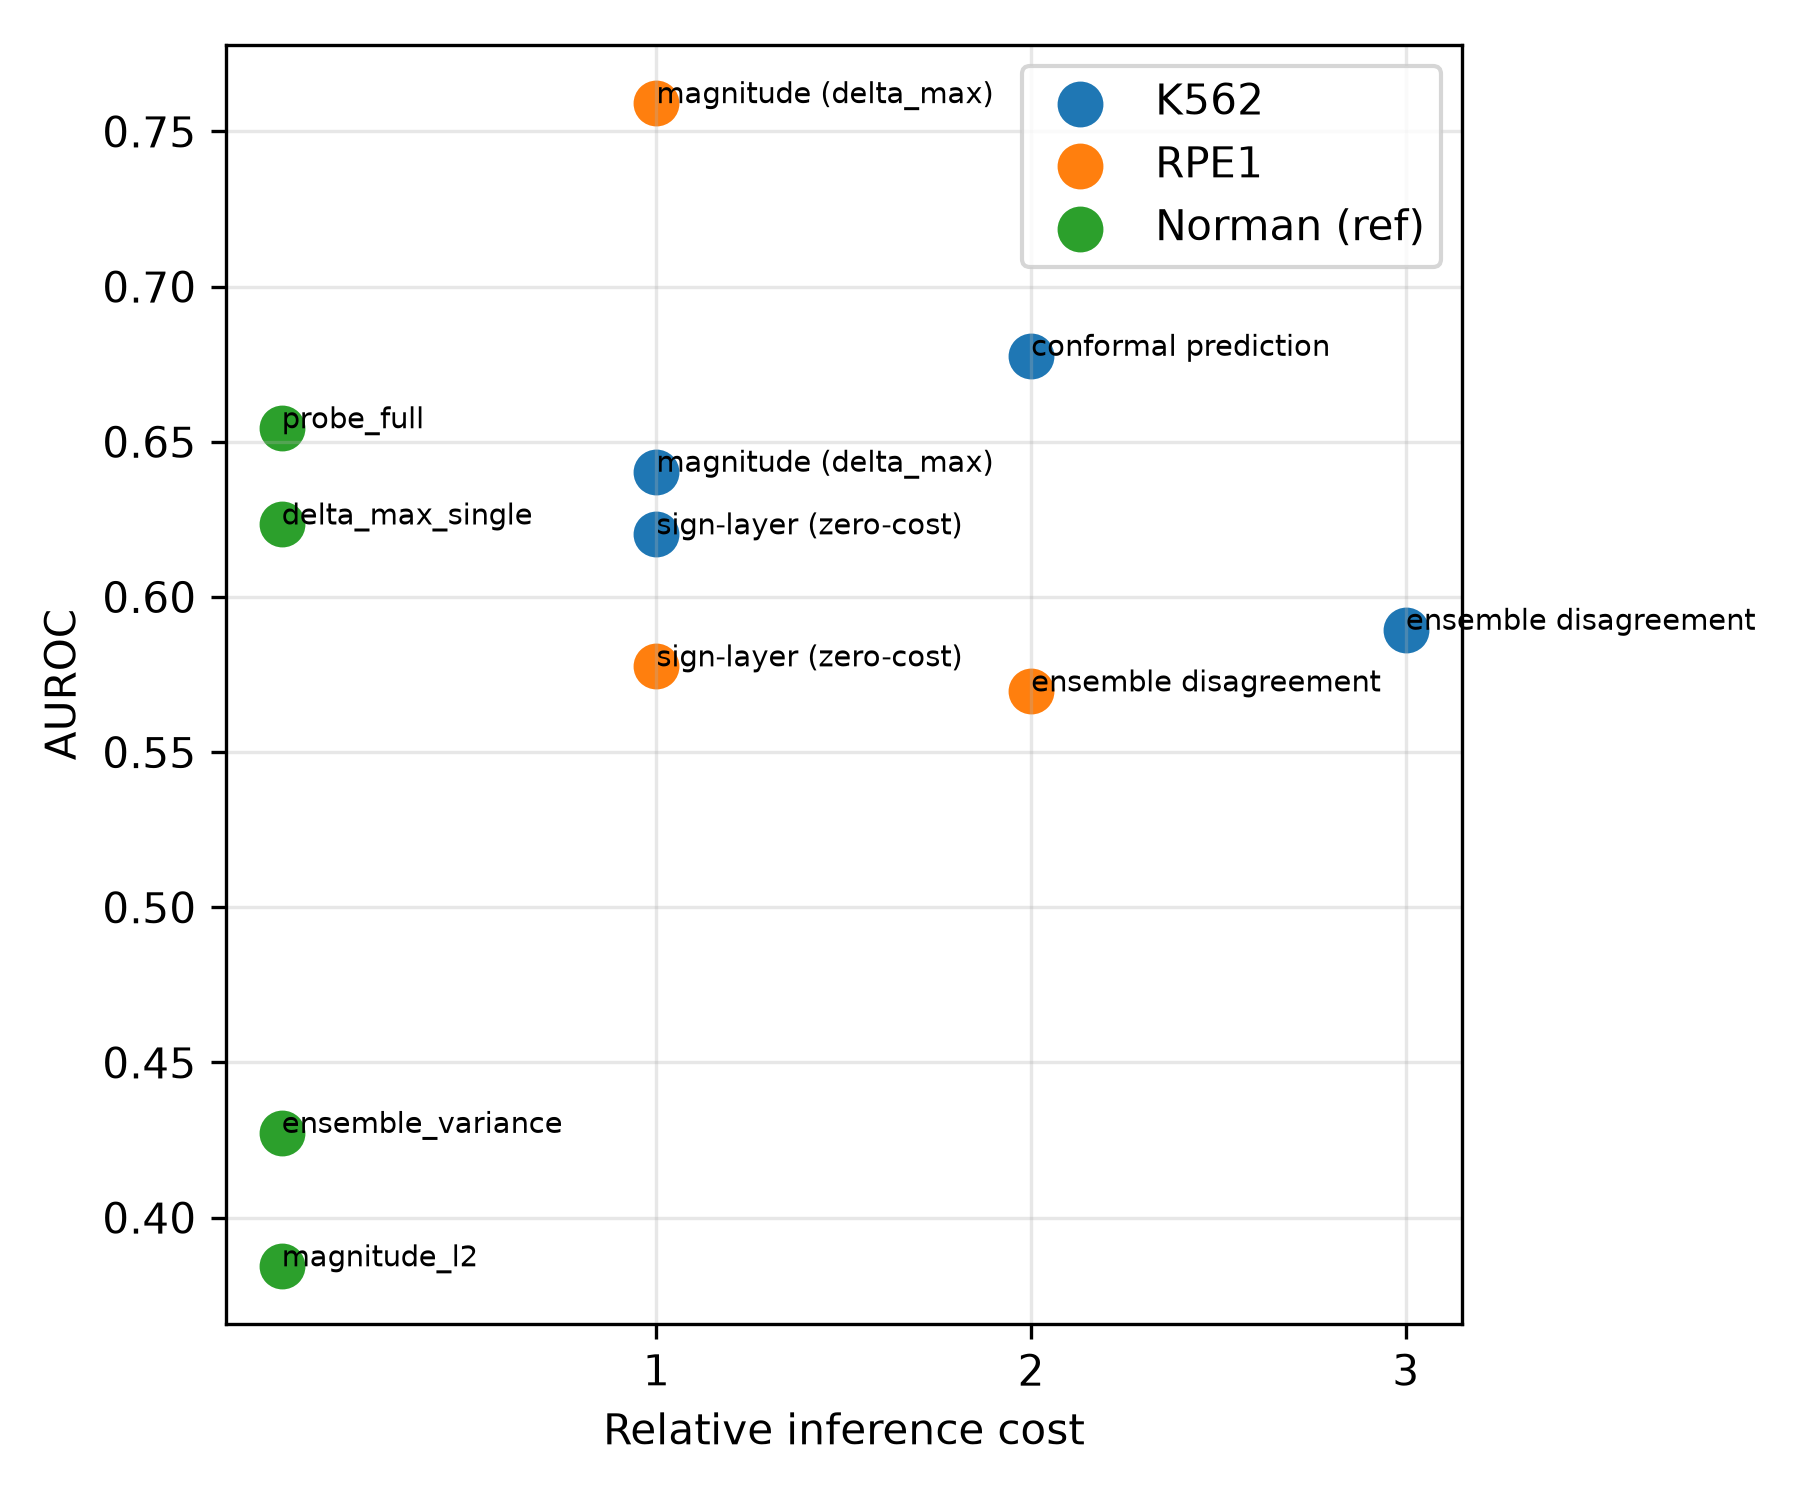 magnitude (delta_max)
K562
RPE1
Norman (ref)
conformal prediction
probe_full
magnitude (delta_max)
delta_max_single
sign-layer (zero-cost)
ensemble disagreement
sign-layer (zero-cost)
ensemble disagreement
ensemble_variance
magnitude_l2
0.75
0.70
0.65
0.60
0.55
0.50
0.45
0.40
AUROC
1 2 3
Relative inference cost